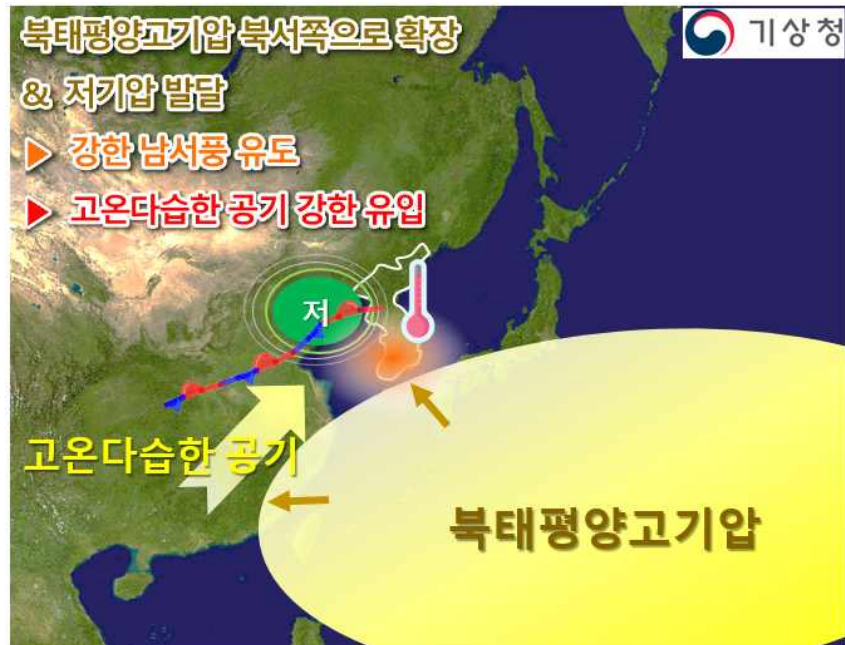 북태평양고기압 북서쪽으로 확장
& 저기압 발달
▶ 강한 남서풍 유도
▶ 고온다습한 공기 강한 유입
기상청
저
고온다습한 공기
북태평양고기압